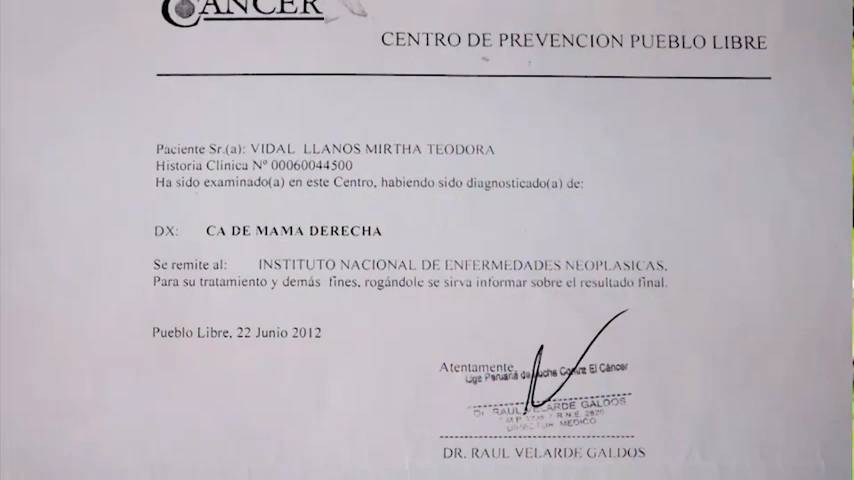 CANCER
CENTRO DE PREVENCION PUEBLO LIBRE
Paciente Sr.(a): VIDAL LLANOS MIRTHA TEODORA
Historia Clínica Nº 00060044500
Ha sido examinado(a) en este Centro, habiendo sido diagnosticado(a) de:
DX: CA DE MAMA DERECHA
Se remite al: INSTITUTO NACIONAL DE ENFERMEDADES NEOPLASICAS.
Para su tratamiento y demás fines, rogándole se sirva informar sobre el resultado final.
Pueblo Libre, 22 Junio 2012
Atentamente,
Liga Peruana de Lucha Contra El Cáncer
Dr. RAUL VELARDE GALDOS
R.N.E. 2826
DIRECTOR MEDICO
DR. RAUL VELARDE GALDOS